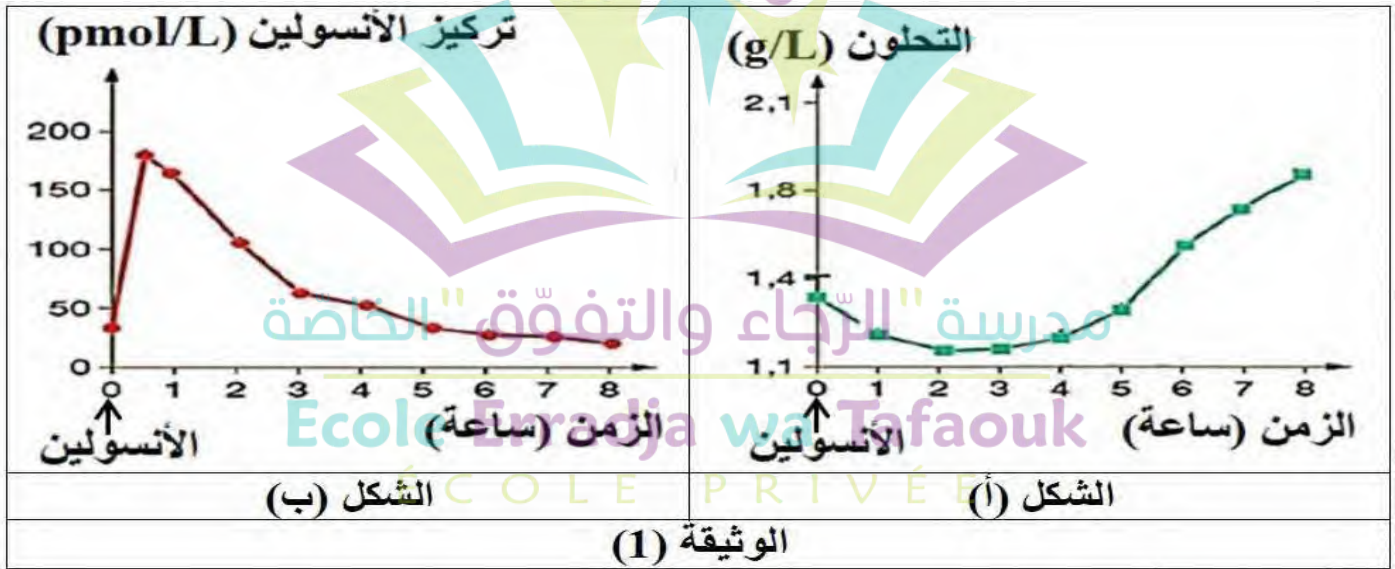 تركيز الأنسولين (pmol/L)
200
150
100
50
0
0 1 2 3 4 5 6 7 8
الزمن (ساعة)
الأنسولين
الشكل (ب)
التحلون (g/L)
2,1
1,8
1,4
1,1
0 1 2 3 4 5 6 7 8
الزمن (ساعة)
الأنسولين
الشكل (أ)
الوثيقة (1)
مدرسة "الرّجاء والتفوّق" الخاصة
Ecole Erradja wa Tafaouk
ÉCOLE PRIVÉE